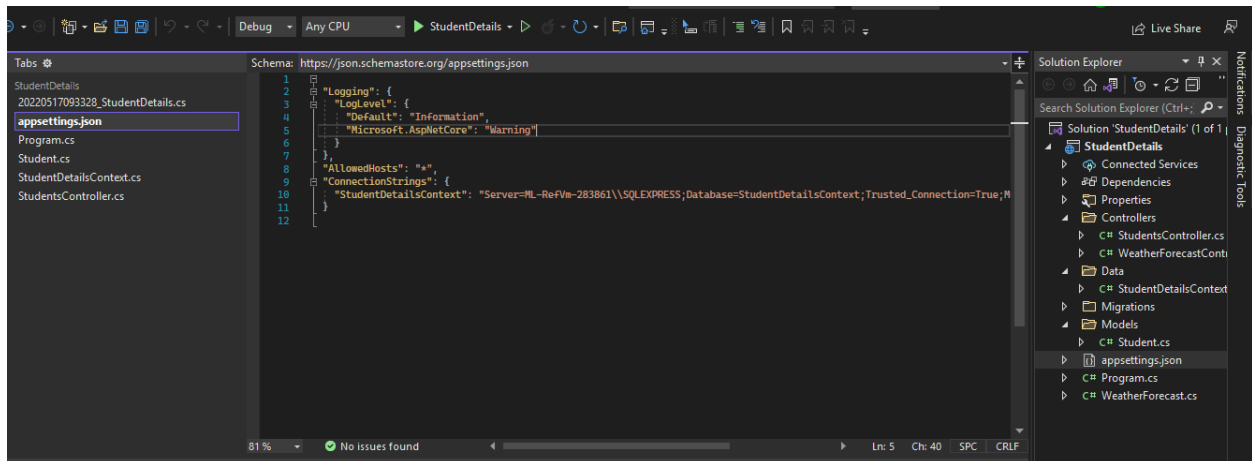 Debug Any CPU StudentDetails Live Share
Tabs
StudentDetails
20220517093328_StudentDetails.cs
appsettings.json
Program.cs
Student.cs
StudentDetailsContext.cs
StudentsController.cs
Schema: https://json.schemastore.org/appsettings.json
1
2 "Logging": {
3 "LogLevel": {
4 "Default": "Information",
5 "Microsoft.AspNetCore": "Warning"
6 }
7 },
8 "AllowedHosts": "*",
9 "ConnectionStrings": {
10 "StudentDetailsContext": "Server=ML-RefVm-283861\\SQLEXPRESS;Database=StudentDetailsContext;Trusted_Connection=True;M
11 }
12
81 % No issues found Ln: 5 Ch: 40 SPC CRLF
Solution Explorer
Search Solution Explorer (Ctrl+;
Solution 'StudentDetails' (1 of 1
StudentDetails
Connected Services
Dependencies
Properties
Controllers
C# StudentsController.cs
C# WeatherForecastContr
Data
C# StudentDetailsContext
Migrations
Models
C# Student.cs
appsettings.json
C# Program.cs
C# WeatherForecast.cs
Notifications
Diagnostic Tools